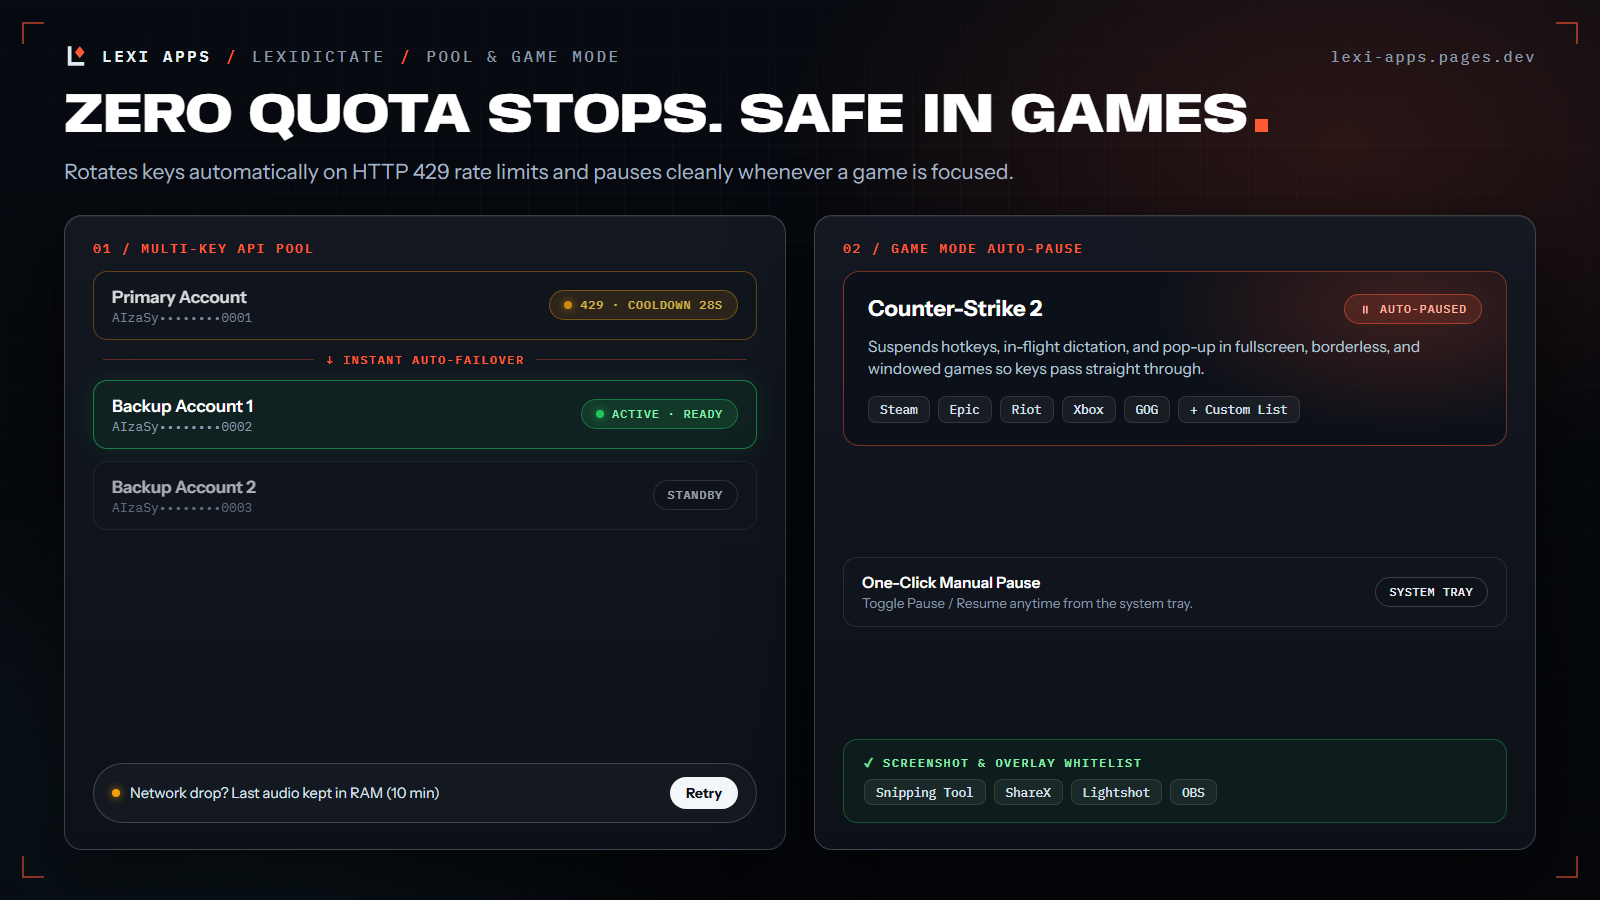 LEXI APPS / LEXIDICTATE / POOL & GAME MODE
lexi-apps.pages.dev
ZERO QUOTA STOPS. SAFE IN GAMES.
Rotates keys automatically on HTTP 429 rate limits and pauses cleanly whenever a game is focused.
01 / MULTI-KEY API POOL
Primary Account
AIzaSy••••••••0001
429 · COOLDOWN 28S
↓ INSTANT AUTO-FAILOVER
Backup Account 1
AIzaSy••••••••0002
ACTIVE · READY
Backup Account 2
AIzaSy••••••••0003
STANDBY
Network drop? Last audio kept in RAM (10 min)
Retry
02 / GAME MODE AUTO-PAUSE
Counter-Strike 2
⏸ AUTO-PAUSED
Suspends hotkeys, in-flight dictation, and pop-up in fullscreen, borderless, and
windowed games so keys pass straight through.
Steam Epic Riot Xbox GOG + Custom List
One-Click Manual Pause
Toggle Pause / Resume anytime from the system tray.
SYSTEM TRAY
✓ SCREENSHOT & OVERLAY WHITELIST
Snipping Tool ShareX Lightshot OBS